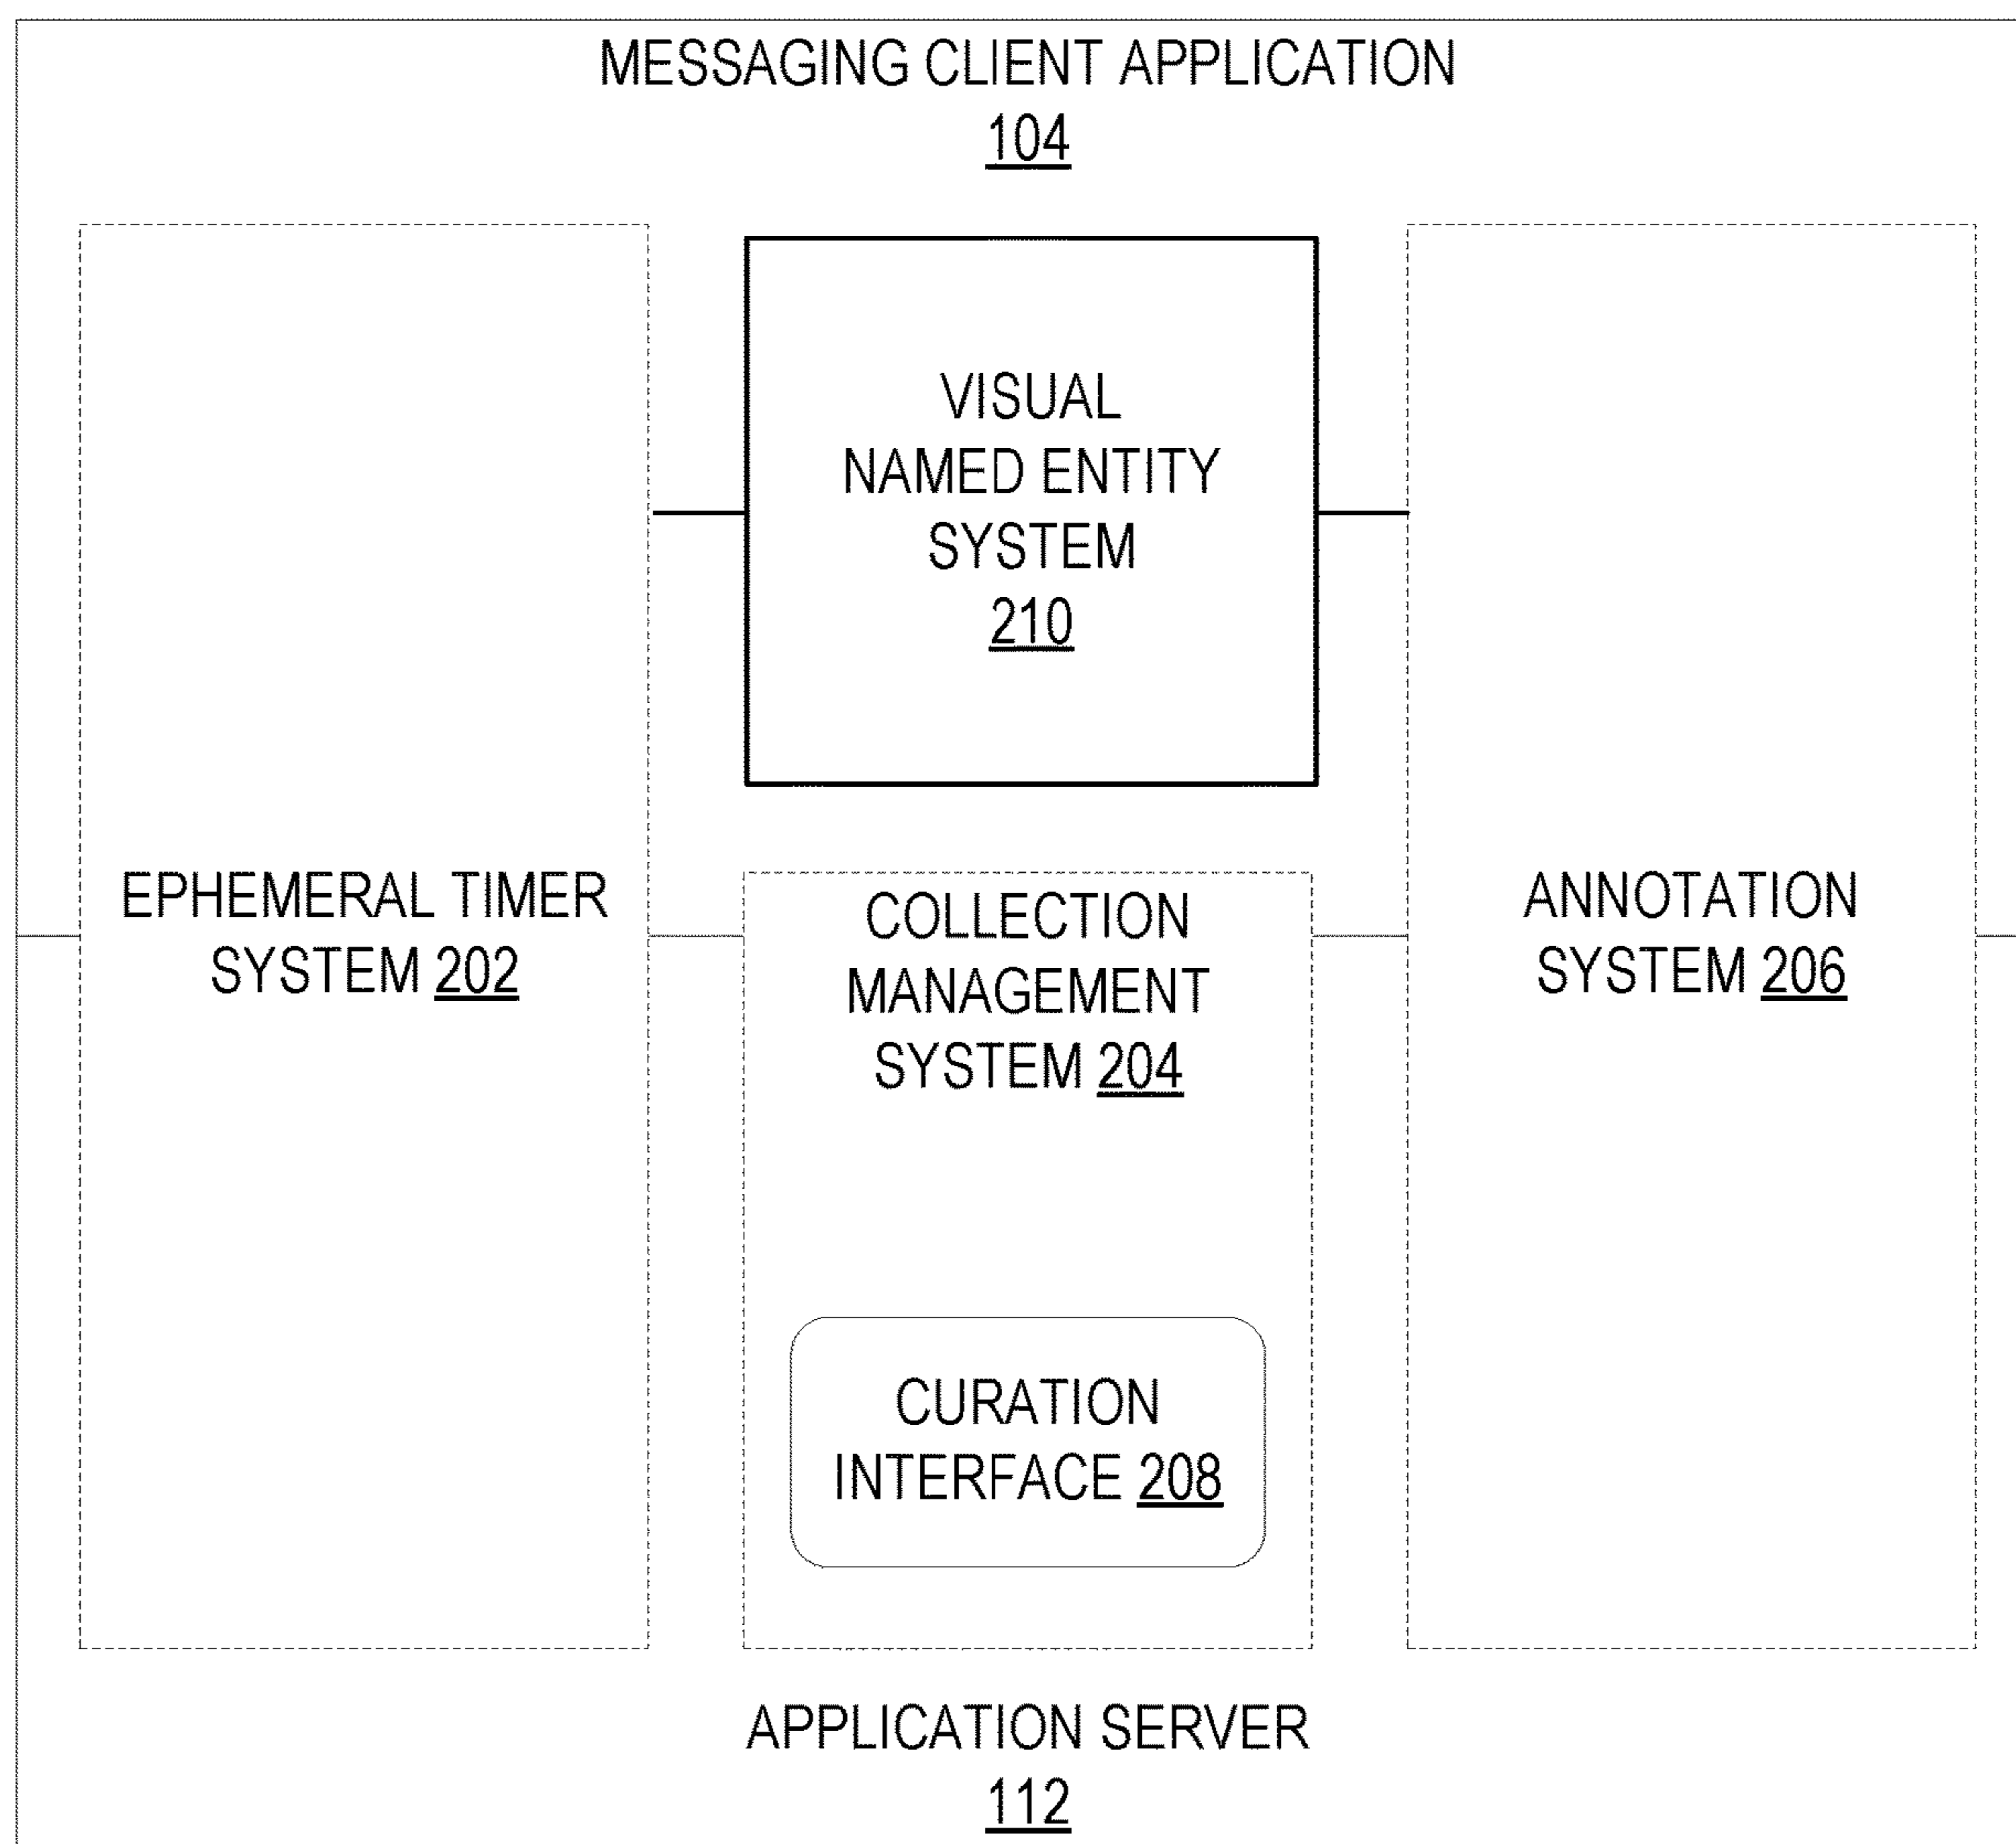 MESSAGING CLIENT APPLICATION
104
VISUAL
NAMED ENTITY
SYSTEM
210
EPHEMERAL TIMER
SYSTEM 202
COLLECTION
MANAGEMENT
SYSTEM 204
ANNOTATION
SYSTEM 206
CURATION
INTERFACE 208
APPLICATION SERVER
112